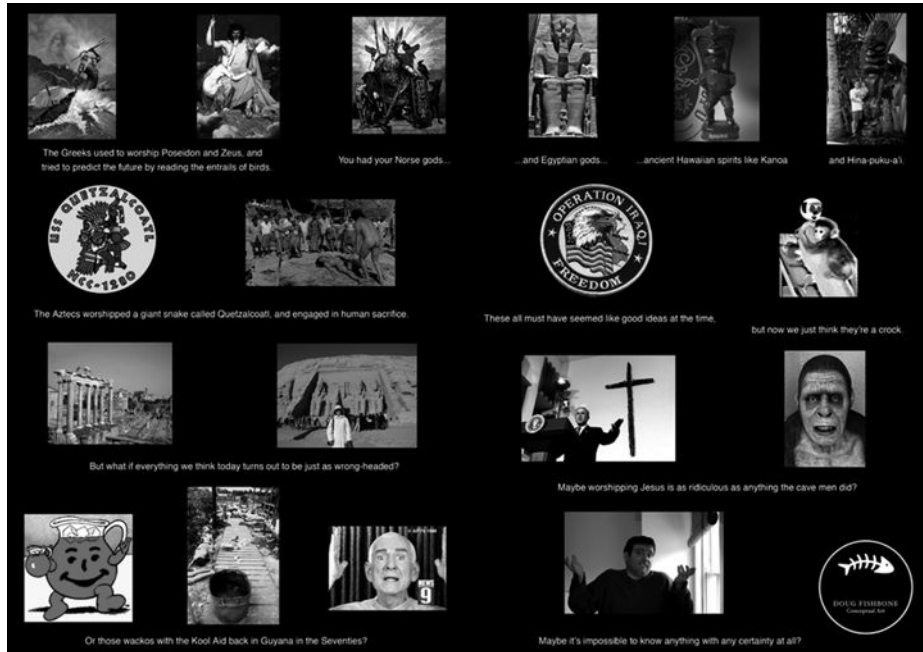 The Greeks used to worship Poseidon and Zeus, and
tried to predict the future by reading the entrails of birds.
You had your Norse gods...
...and Egyptian gods...
...ancient Hawaiian spirits like Kanoa
and Hina-puku-a'i.
USS QUETZALCOATL
NCC-1280
The Aztecs worshipped a giant snake called Quetzalcoatl, and engaged in human sacrifice.
OPERATION IRAQI
FREEDOM
These all must have seemed like good ideas at the time,
but now we just think they're a crock.
But what if everything we think today turns out to be just as wrong-headed?
Maybe worshipping Jesus is as ridiculous as anything the cave men did?
NEWS
9
Or those wackos with the Kool Aid back in Guyana in the Seventies?
Maybe it's impossible to know anything with any certainty at all?
DOUG FISHBONE
Conceptual Art